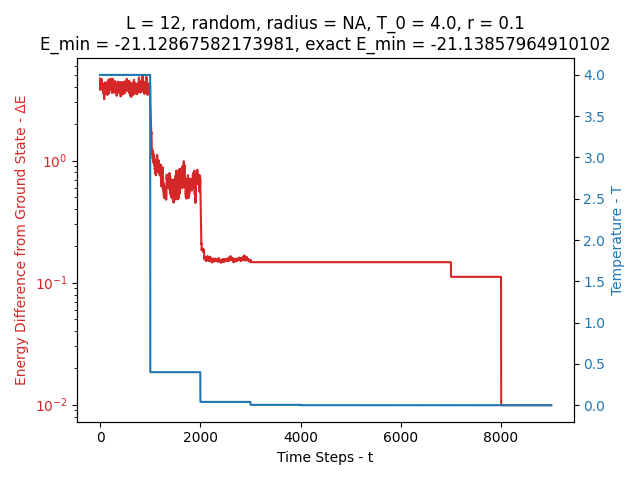 L = 12, random, radius = NA, T_0 = 4.0, r = 0.1
E_min = -21.12867582173981, exact E_min = -21.13857964910102
Energy Difference from Ground State - ΔE
10⁰
10⁻¹
10⁻²
4.0
3.5
3.0
2.5
2.0
1.5
1.0
0.5
0.0
Temperature - T
0 2000 4000 6000 8000
Time Steps - t